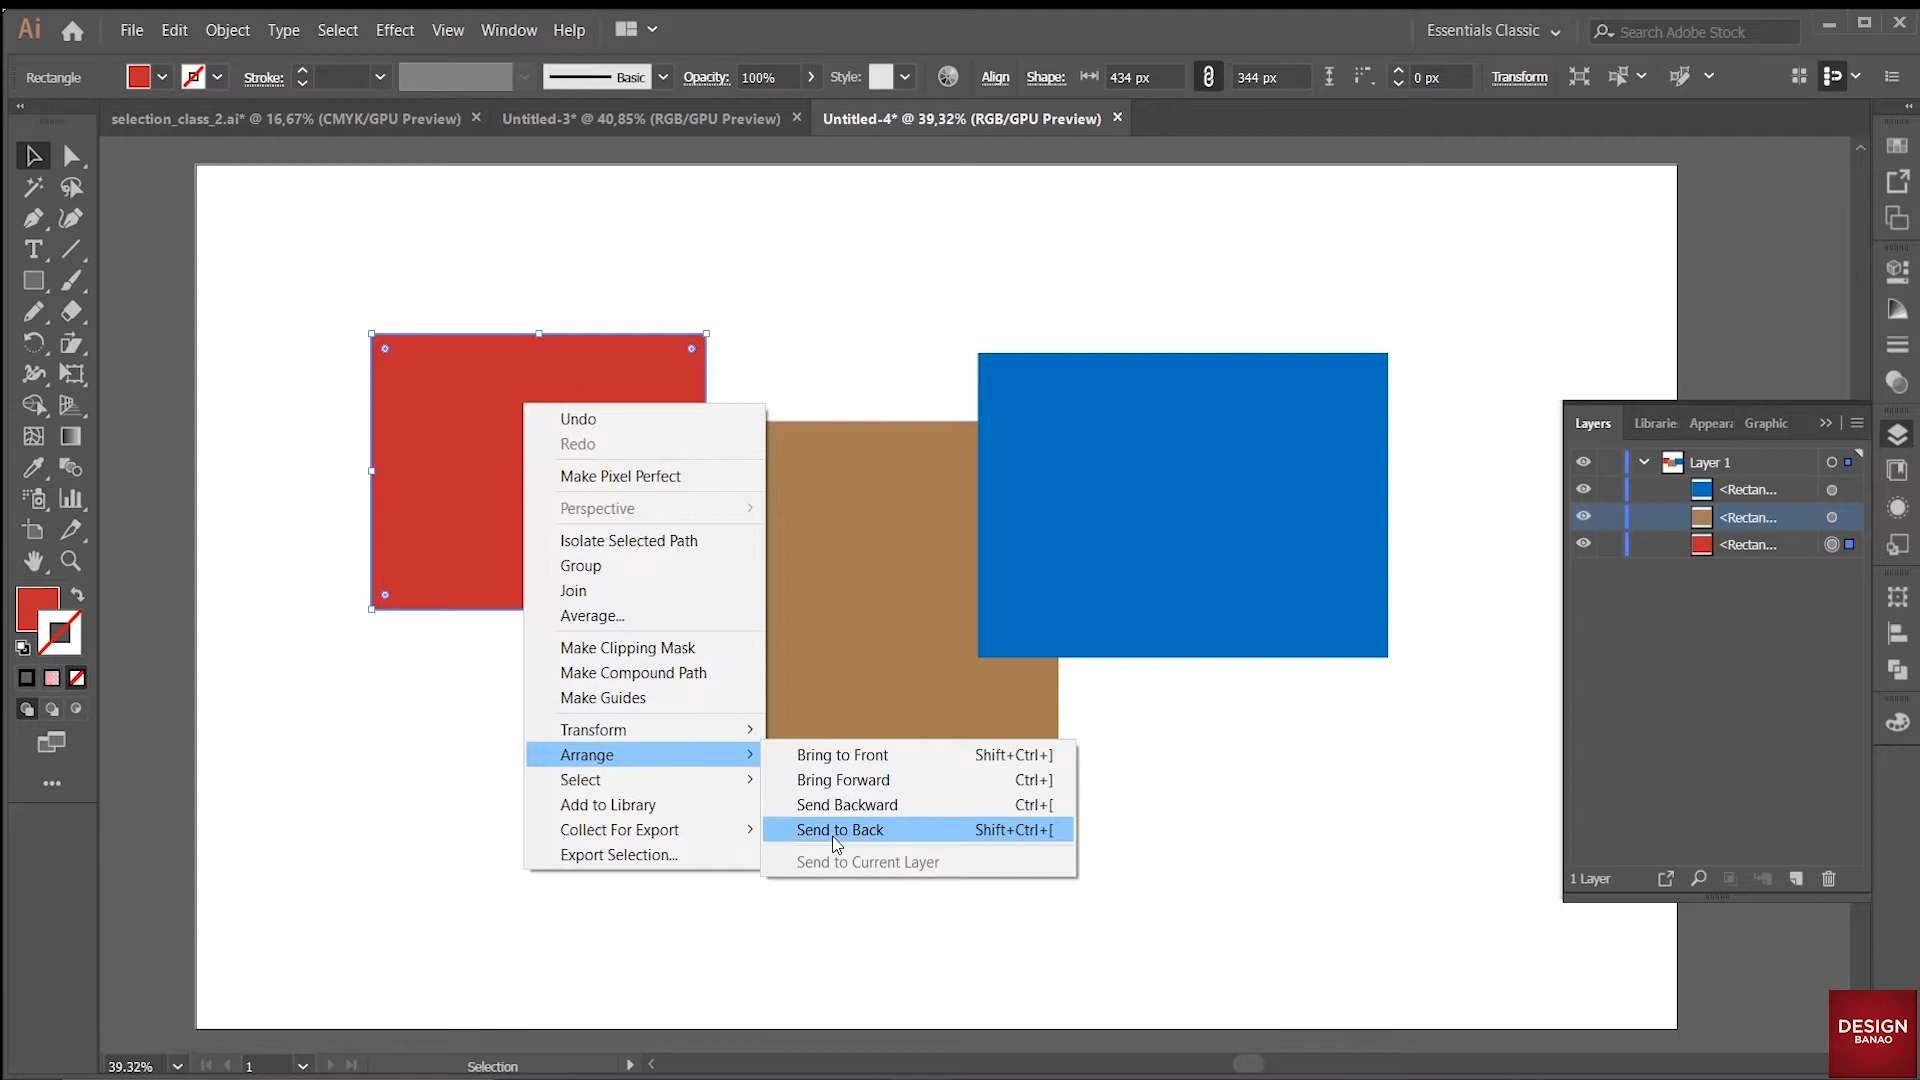 Ai File Edit Object Type Select Effect View Window Help Essentials Classic Search Adobe Stock
Rectangle Stroke: Basic Opacity: 100% Style: Align Shape: 434 px 344 px 0 px Transform
selection_class_2.ai* @ 16,67% (CMYK/GPU Preview) × Untitled-3* @ 40,85% (RGB/GPU Preview) × Untitled-4* @ 39,32% (RGB/GPU Preview) ×
Undo
Redo
Make Pixel Perfect
Perspective
Isolate Selected Path
Group
Join
Average...
Make Clipping Mask
Make Compound Path
Make Guides
Transform
Arrange
Select
Add to Library
Collect For Export
Export Selection...
Bring to Front Shift+Ctrl+]
Bring Forward Ctrl+]
Send Backward Ctrl+[
Send to Back Shift+Ctrl+[
Send to Current Layer
Layers Librarie Appeara Graphic
Layer 1
<Rectan...
<Rectan...
<Rectan...
1 Layer
39.32% 1 Selection
DESIGN
BANAO